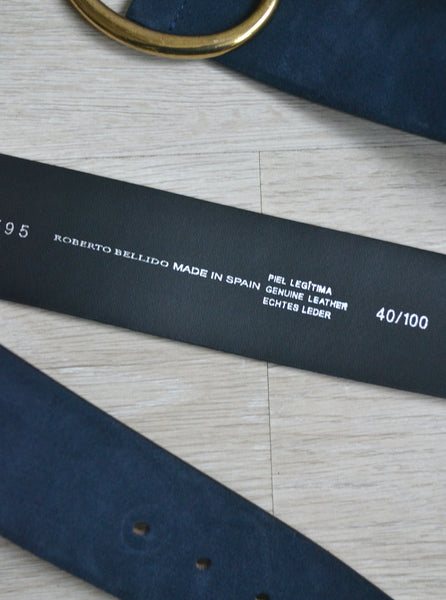 95 ROBERTO BELLIDO MADE IN SPAIN
PIEL LEGÍTIMA
GENUINE LEATHER
ECHTES LEDER
40/100